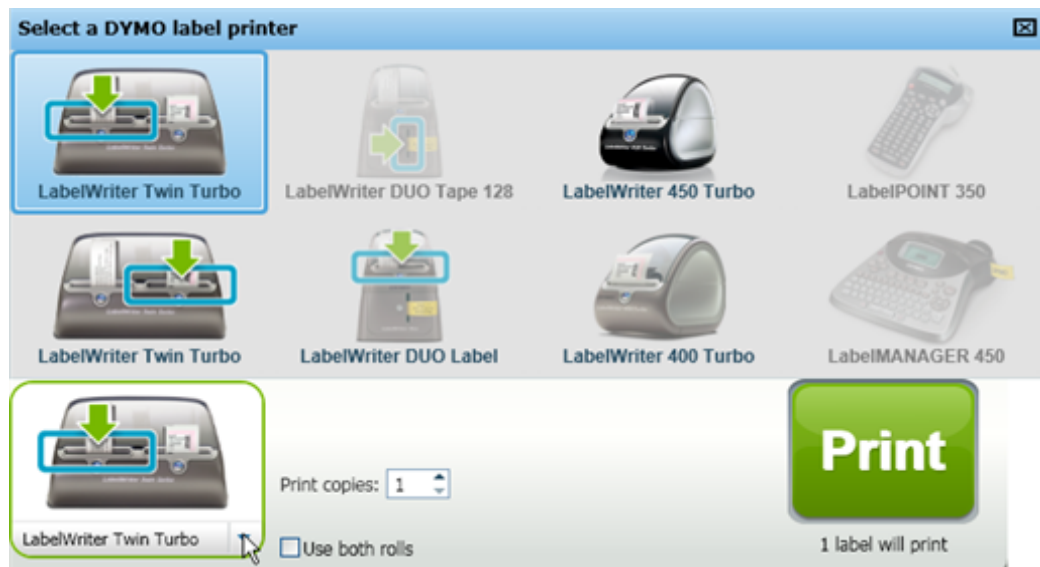 Select a DYMO label printer
LabelWriter Twin Turbo
LabelWriter DUO Tape 128
LabelWriter 450 Turbo
LabelPOINT 350
LabelWriter Twin Turbo
LabelWriter DUO Label
LabelWriter 400 Turbo
LabelMANAGER 450
LabelWriter Twin Turbo
Print copies: 1
Use both rolls
Print
1 label will print